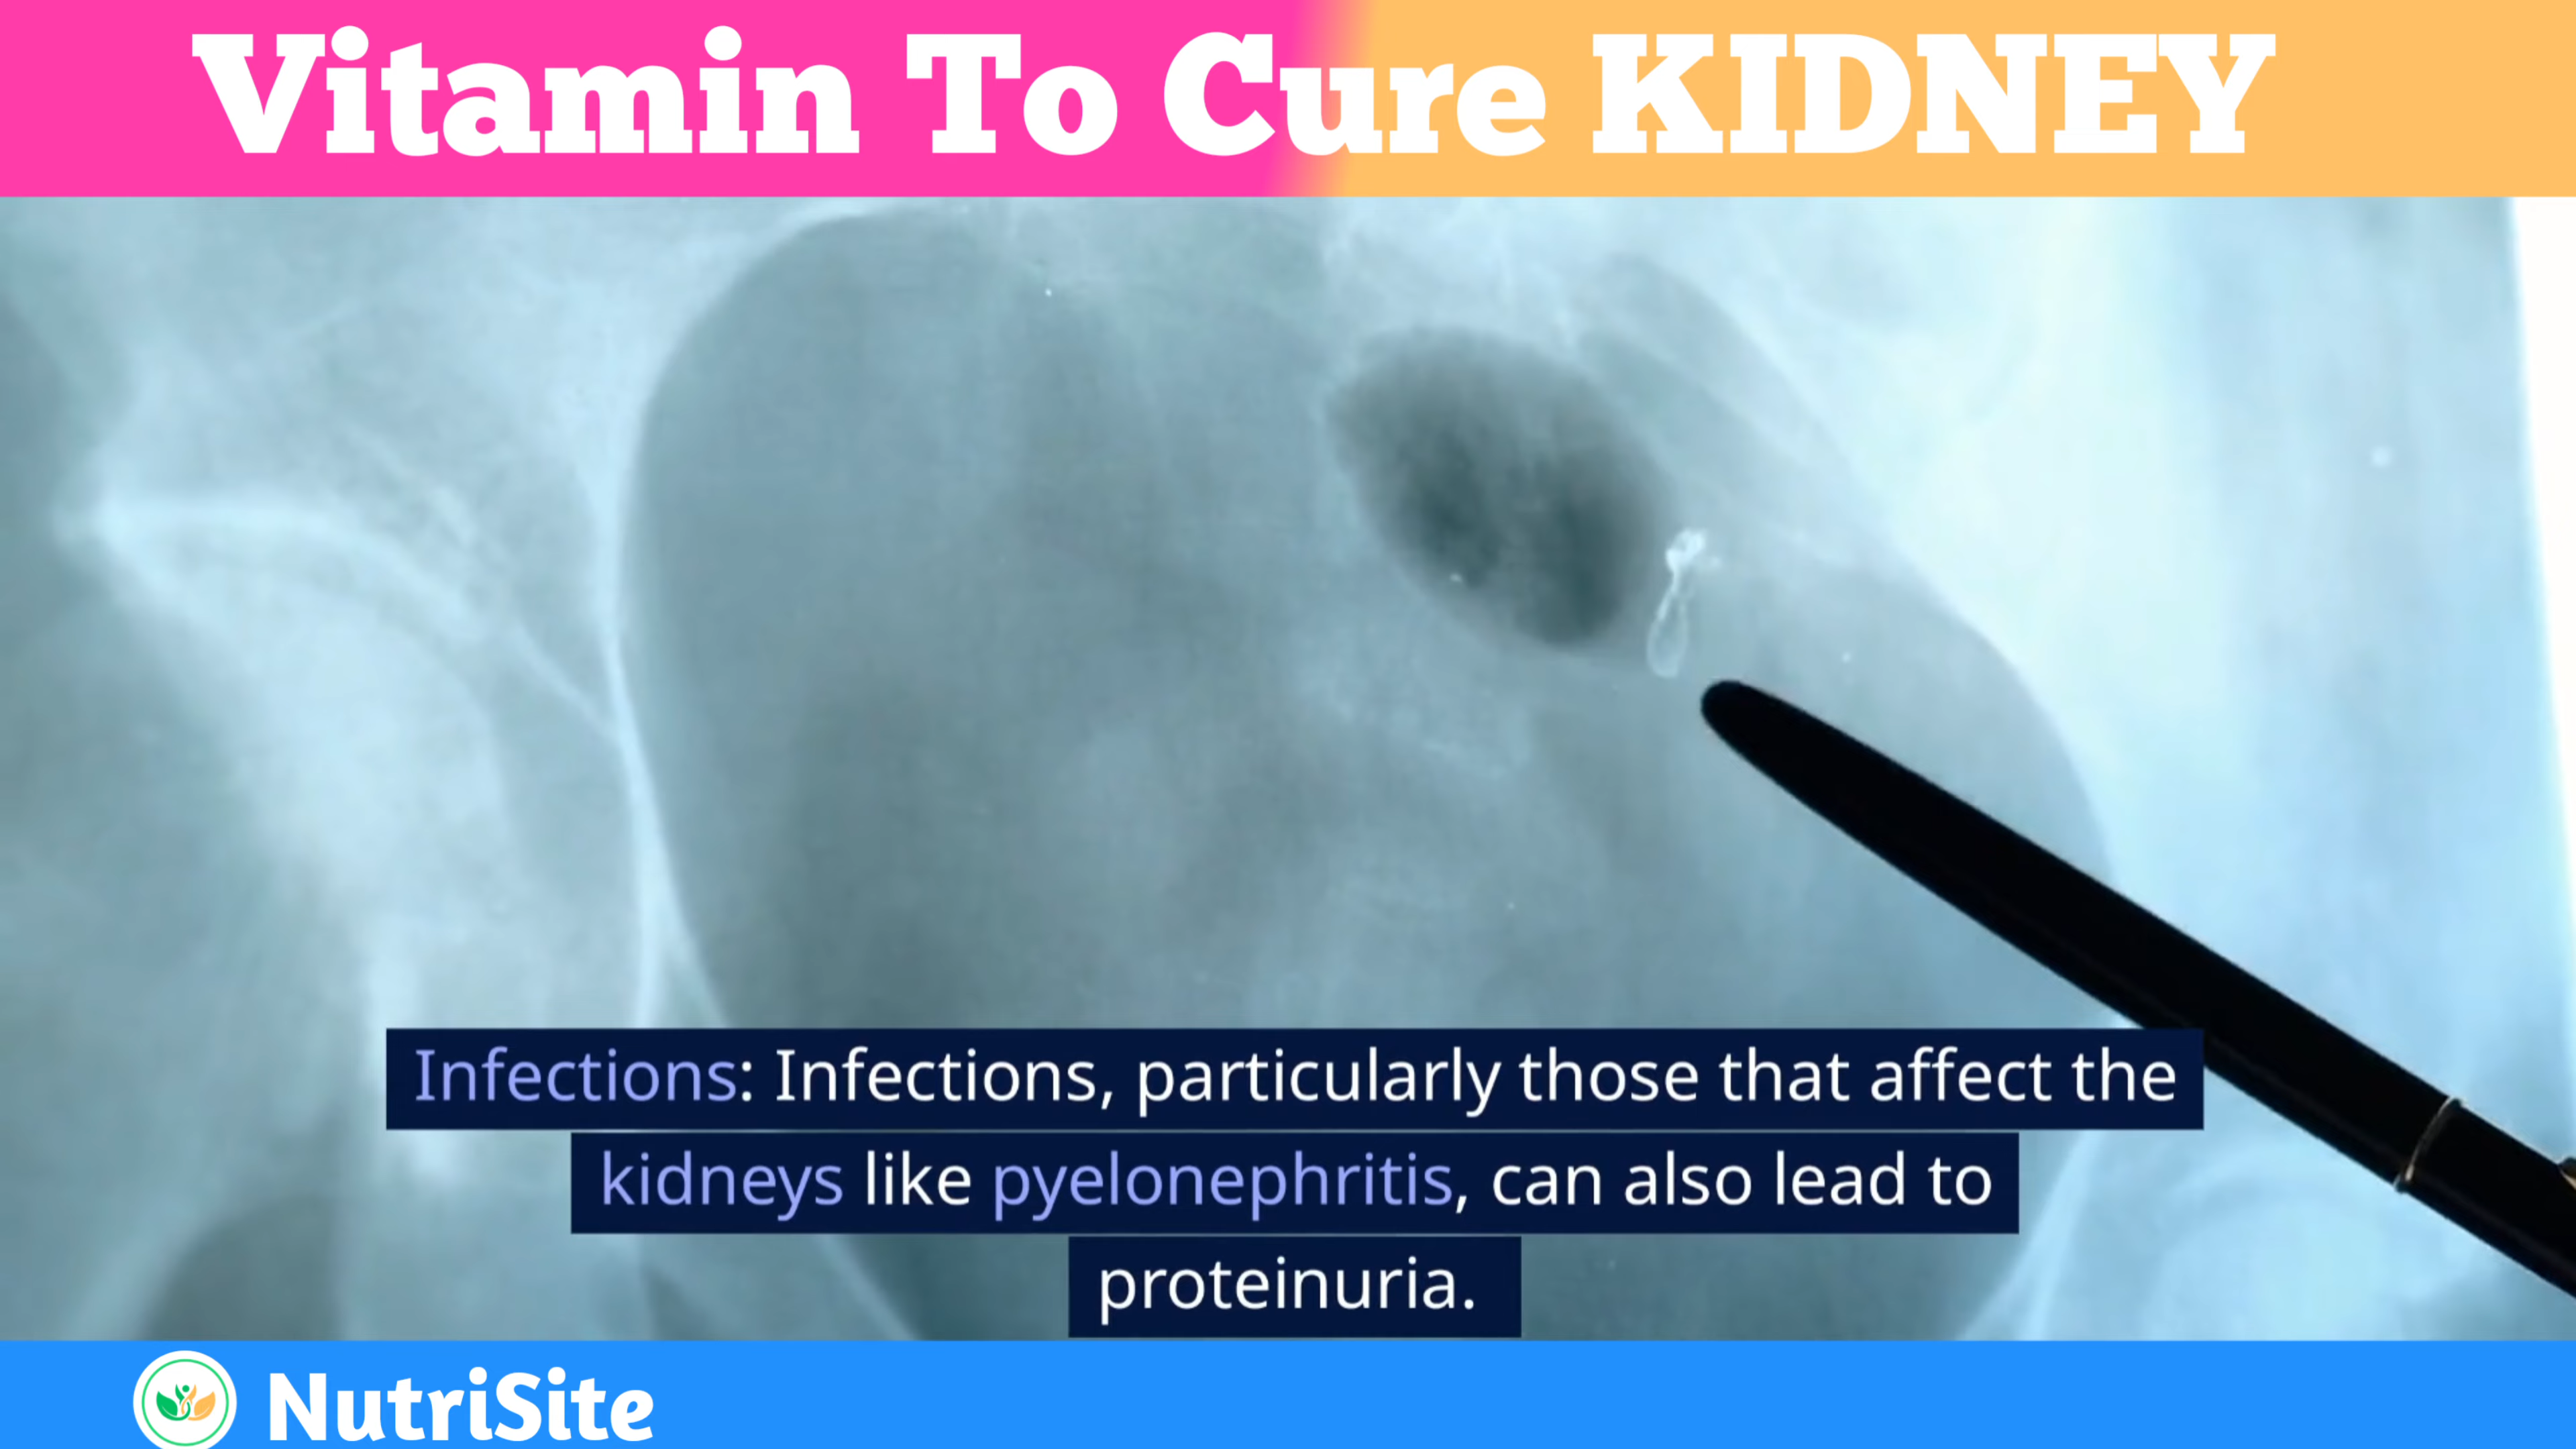 Vitamin To Cure KIDNEY
Infections: Infections, particularly those that affect the
kidneys like pyelonephritis, can also lead to
proteinuria.
NutriSite